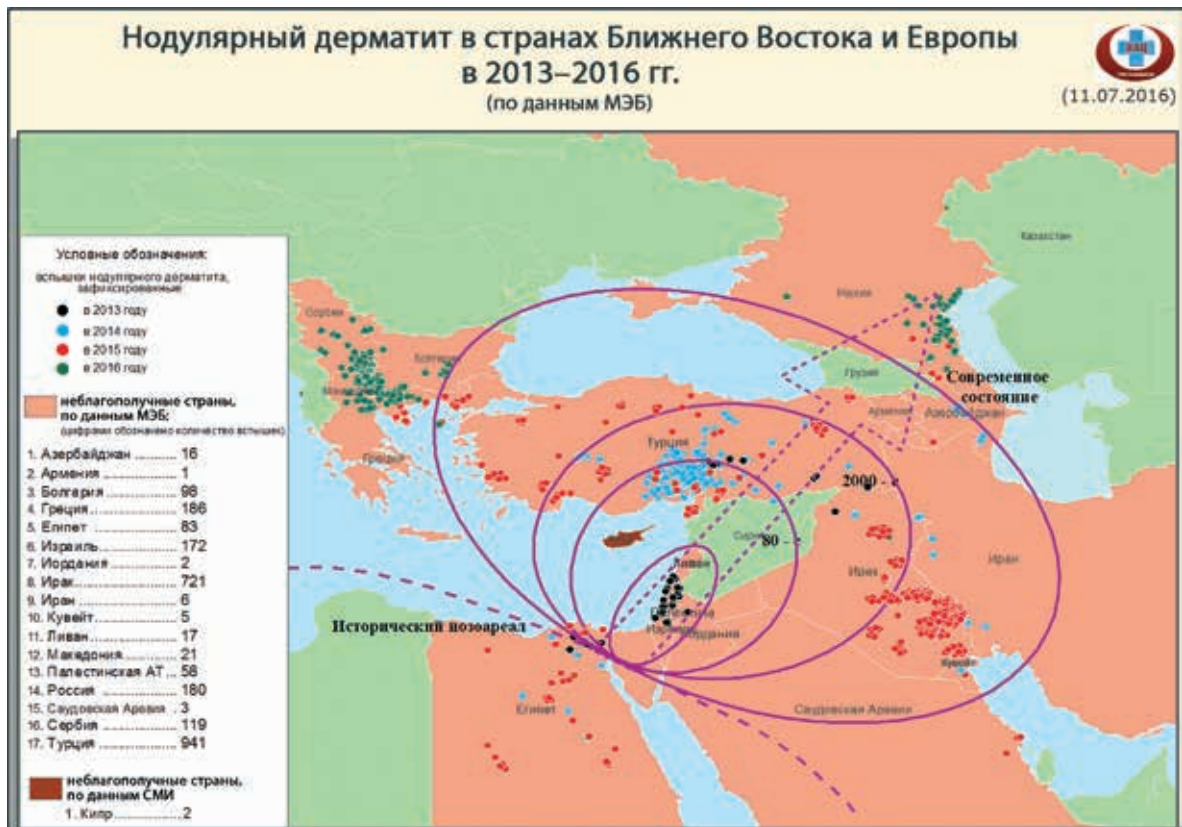 Нодулярный дерматит в странах Ближнего Востока и Европы
в 2013–2016 гг.
(по данным МЭБ)
(11.07.2016)
Условные обозначения:
вспышки нодулярного дерматита,
зафиксированные
в 2013 году
в 2014 году
в 2015 году
в 2016 году
неблагополучные страны,
по данным МЭБ:
(цифрами обозначено количество вспышек)
1. Азербайджан ........... 16
2. Армения .................... 1
3. Болгария ................... 98
4. Греция ...................... 186
5. Египет ...................... 83
6. Израиль .................... 172
7. Иордания .................. 2
8. Ирак .......................... 721
9. Иран .......................... 6
10. Кувейт ..................... 5
11. Ливан ....................... 17
12. Македония .............. 21
13. Палестинская АТ ... 58
14. Россия ..................... 180
15. Саудовская Аревия . 3
16. Сербия ..................... 119
17. Турция ..................... 941
неблагополучные страны,
по данным СМИ
1. Кипр ................ 2
Казахстан
Россия
Сербия
Болгария
Грузия
Современное
состояние
Армения
Азербайджан
Турция
Греция
2000 - е
80 -
Ливан
Ирак
Иран
Исторический нозоареал
Иордания
Кувейт
Египет
Саудовская Аревия